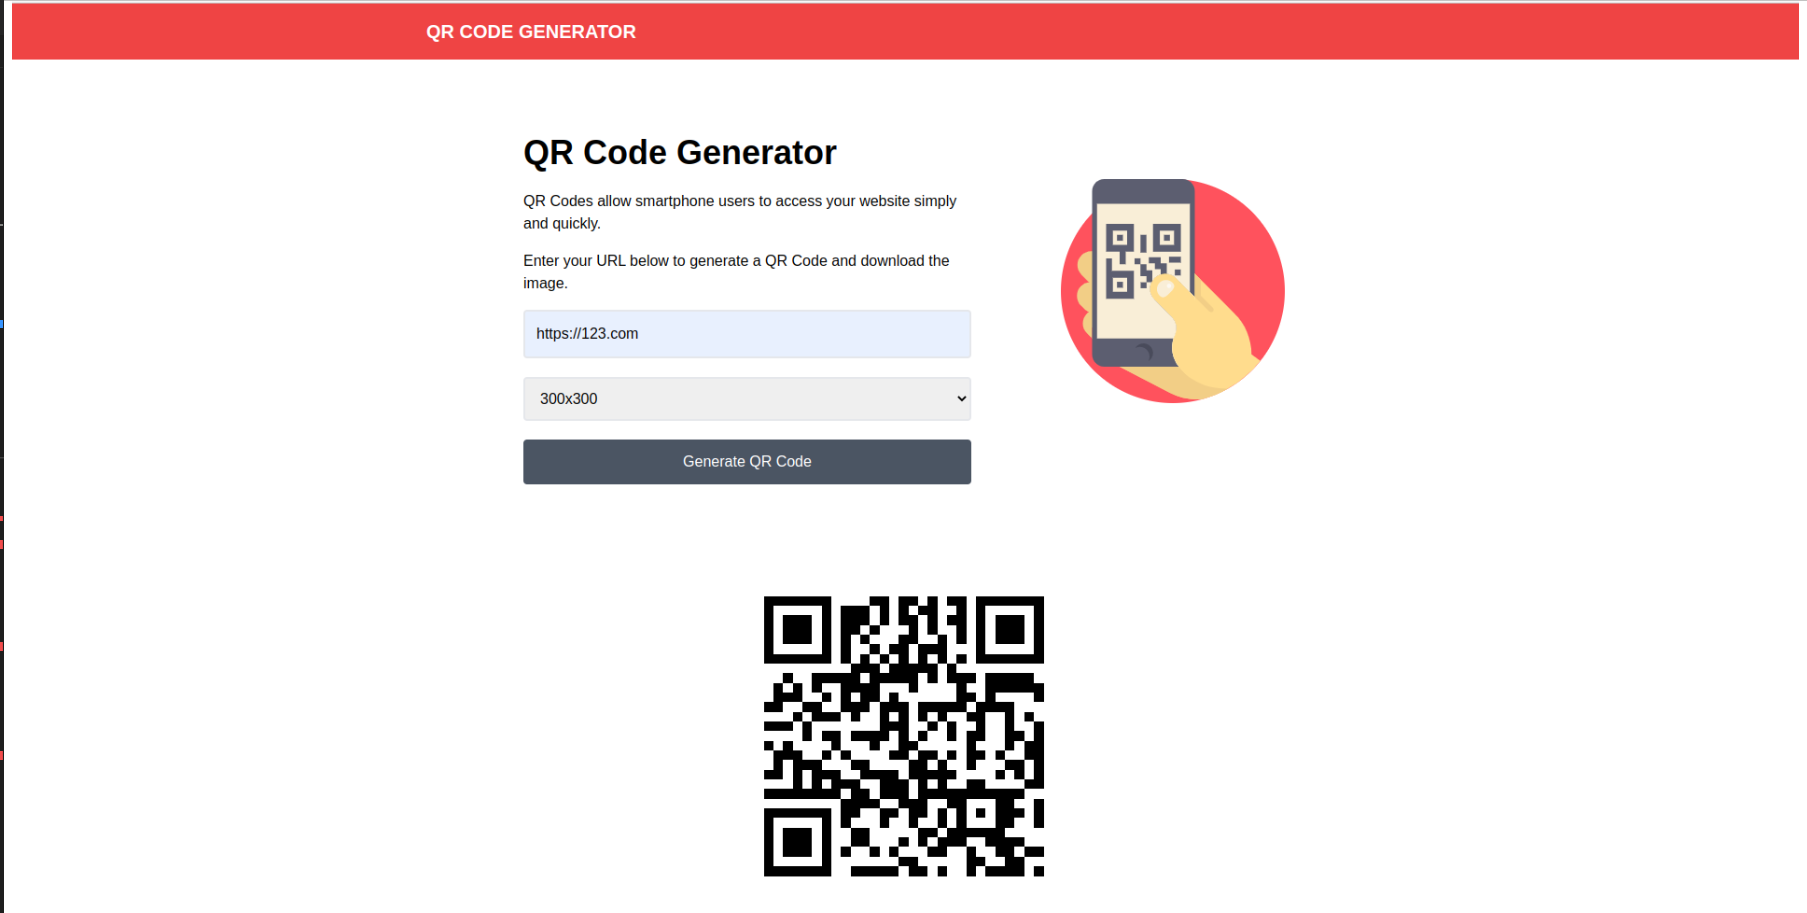 QR CODE GENERATOR
QR Code Generator
QR Codes allow smartphone users to access your website simply
and quickly.
Enter your URL below to generate a QR Code and download the
image.
https://123.com
300x300
Generate QR Code